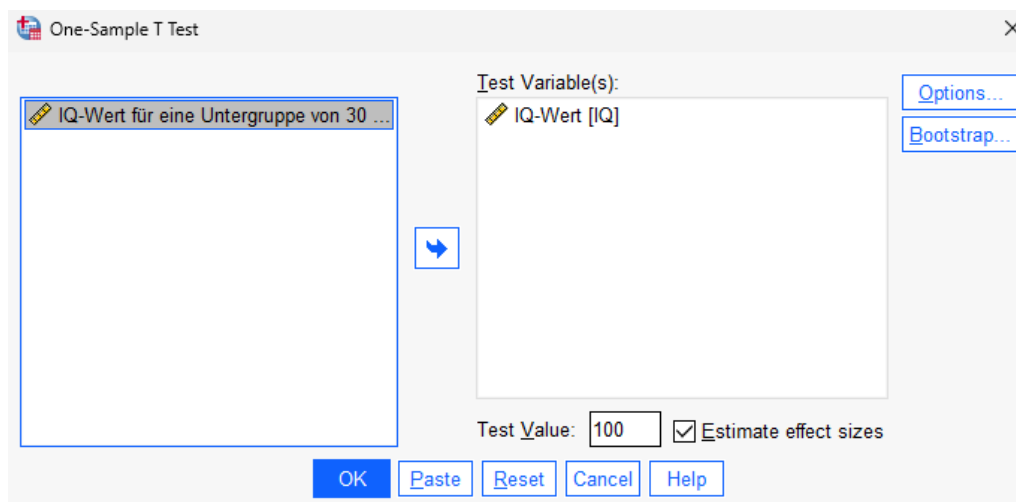 One-Sample T Test
Test Variable(s):
IQ-Wert für eine Untergruppe von 30 ...
IQ-Wert [IQ]
Options...
Bootstrap...
Test Value: 100 Estimate effect sizes
OK Paste Reset Cancel Help